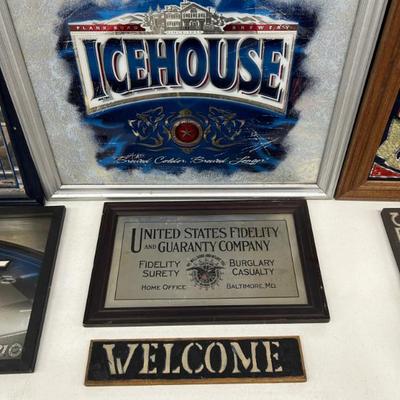 PLANK ROAD BREWERY
ICEHOUSE
Brewed Colder. Brewed Longer.
UNITED STATES FIDELITY
AND GUARANTY COMPANY
FIDELITY BURGLARY
SURETY CASUALTY
HOME OFFICE BALTIMORE, MD.
WELCOME